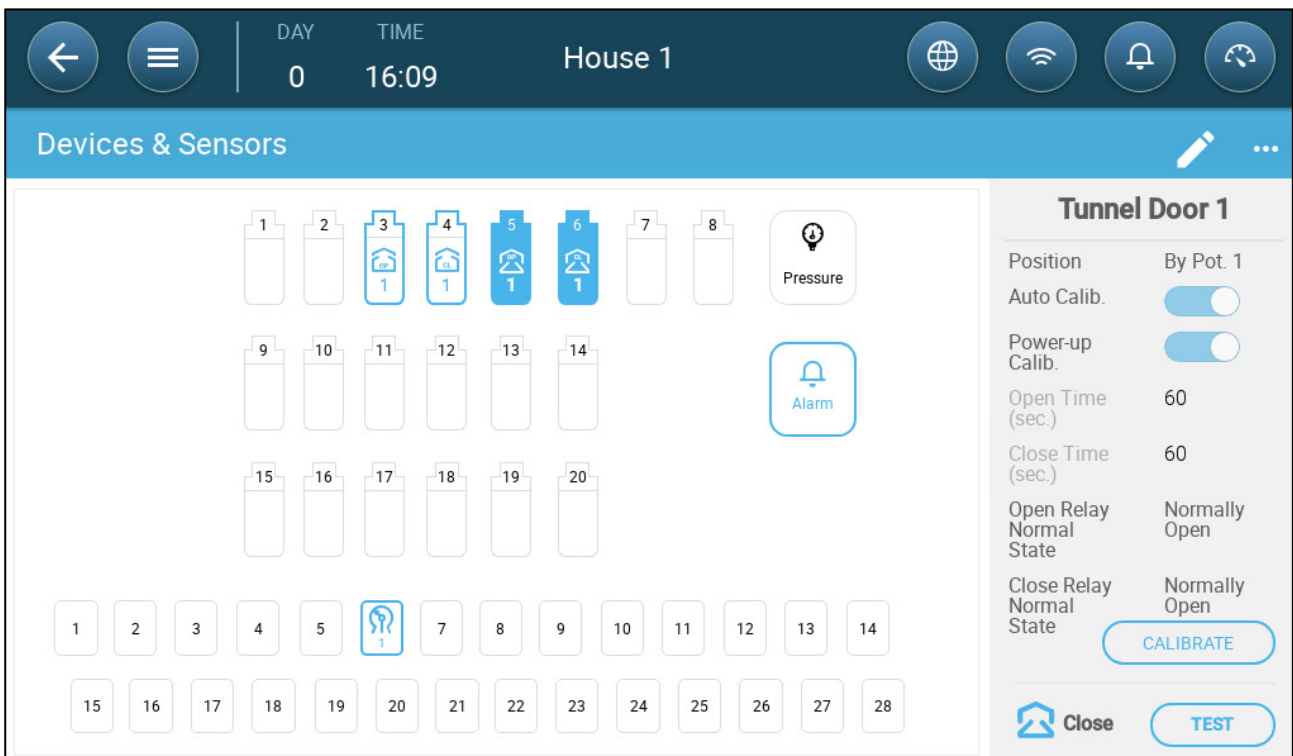 DAY TIME
0 16:09 House 1
Devices & Sensors
1 2 3 4 5 6 7 8
OP CL OP CL
1 1 1 1
Pressure
9 10 11 12 13 14
Alarm
15 16 17 18 19 20
1 2 3 4 5 1 7 8 9 10 11 12 13 14
15 16 17 18 19 20 21 22 23 24 25 26 27 28
Tunnel Door 1
Position By Pot. 1
Auto Calib.
Power-up
Calib.
Open Time 60
(sec.)
Close Time 60
(sec.)
Open Relay Normally
Normal Open
State
Close Relay Normally
Normal Open
State
CALIBRATE
Close TEST